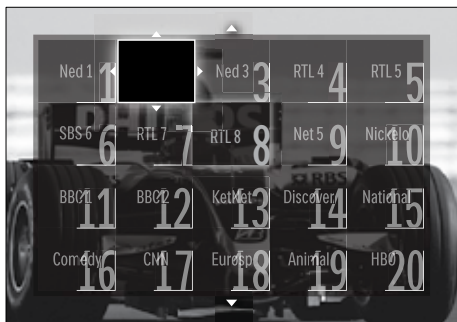 Ned 1 1 Ned 3 3 RTL 4 4 RTL 5 5
SBS 6 6 RTL 7 7 RTL 8 8 Net 5 9 Nickelo 10
BBC1 11 BBC2 12 KetNet 13 Discover 14 National 15
Comedy 16 CNN 17 Eurosp 18 Animal 19 HBO 20
RBS